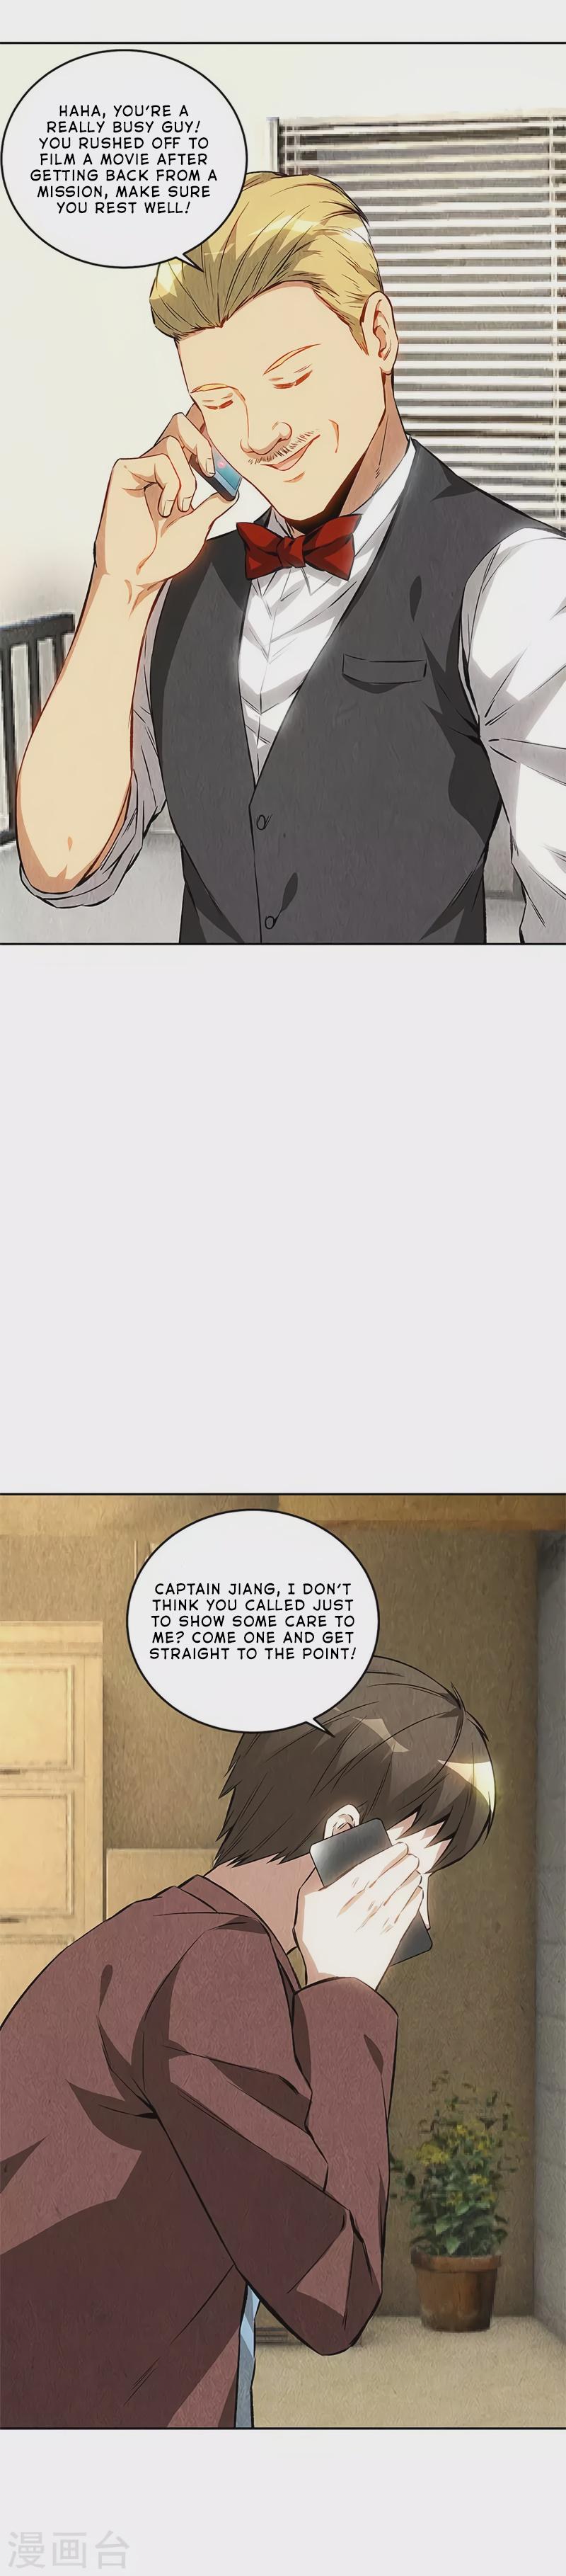 HAHA, YOU'RE A
REALLY BUSY GUY!
YOU RUSHED OFF TO
FILM A MOVIE AFTER
GETTING BACK FROM A
MISSION, MAKE SURE
YOU REST WELL!
CAPTAIN JIANG, I DON'T
THINK YOU CALLED JUST
TO SHOW SOME CARE TO
ME? COME ONE AND GET
STRAIGHT TO THE POINT!
漫画台